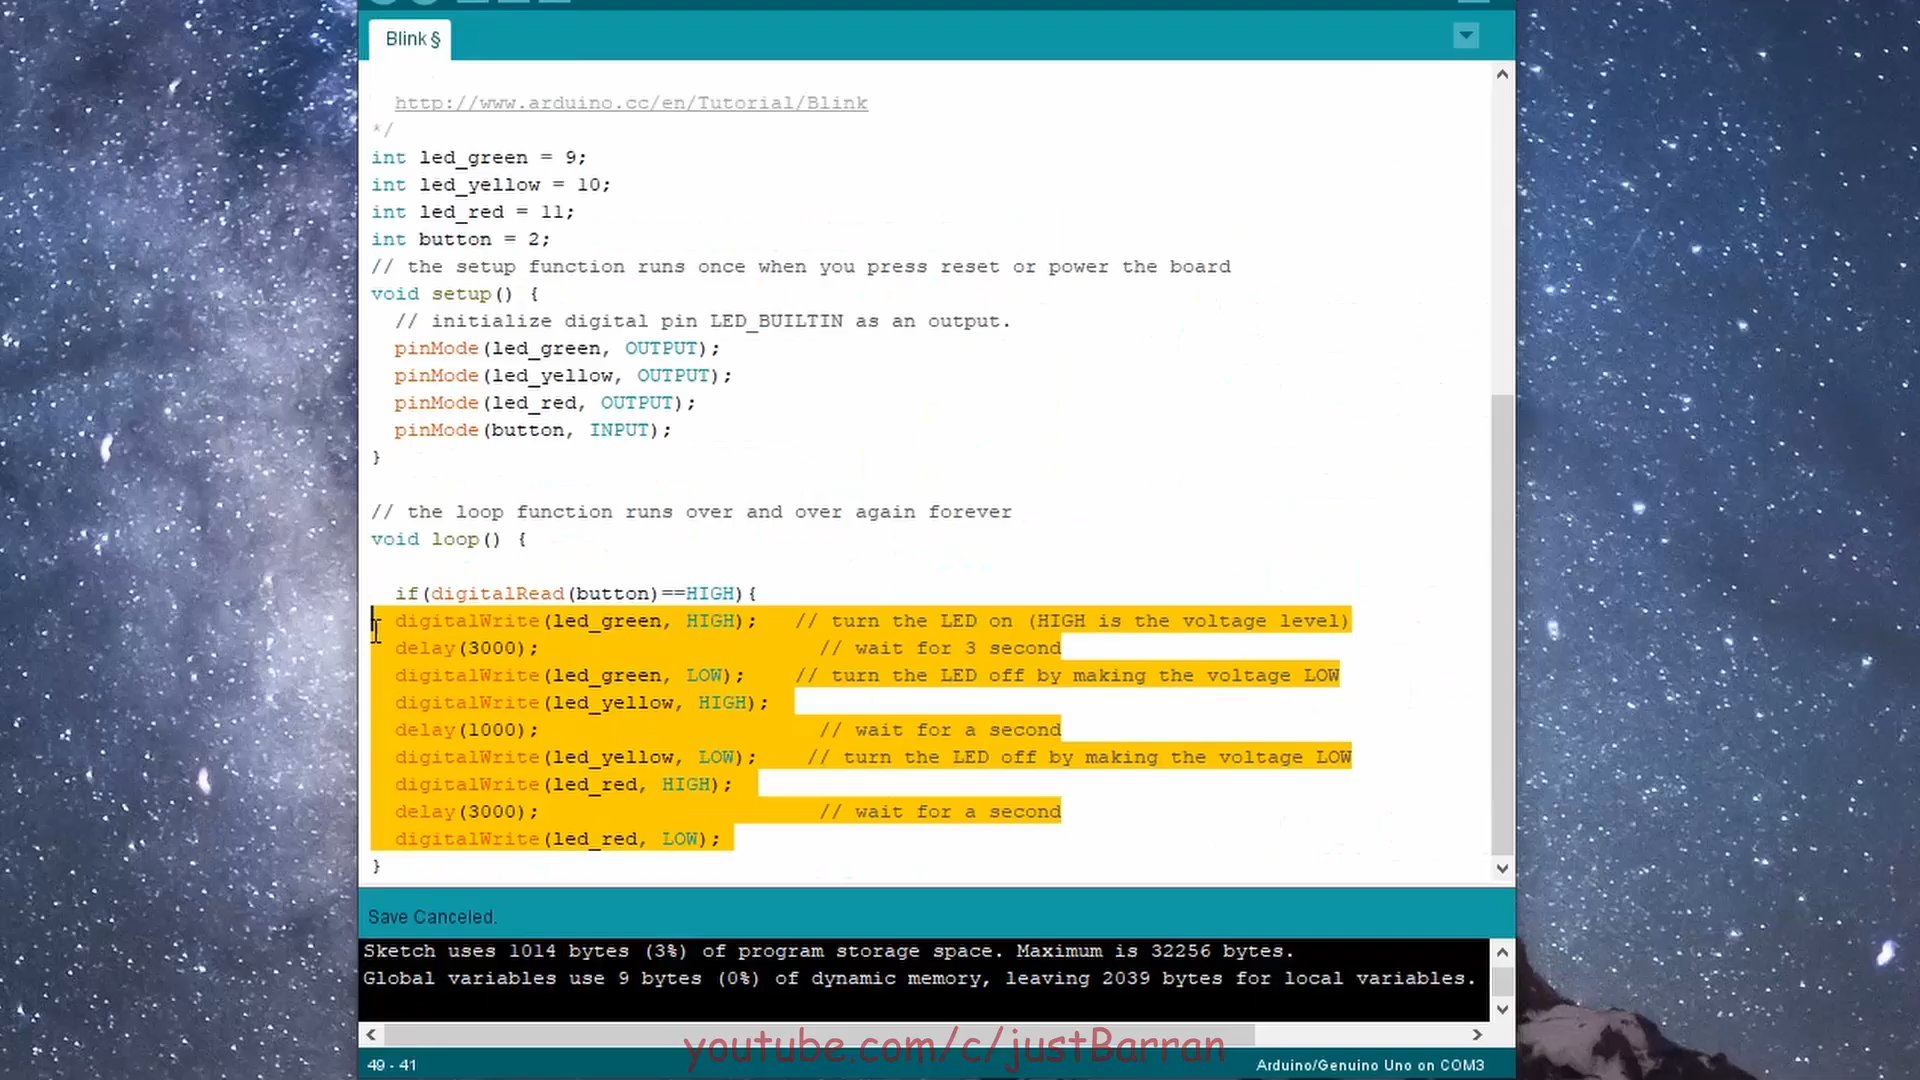 Blink §
http://www.arduino.cc/en/Tutorial/Blink
*/
int led_green = 9;
int led_yellow = 10;
int led_red = 11;
int button = 2;
// the setup function runs once when you press reset or power the board
void setup() {
  // initialize digital pin LED_BUILTIN as an output.
  pinMode(led_green, OUTPUT);
  pinMode(led_yellow, OUTPUT);
  pinMode(led_red, OUTPUT);
  pinMode(button, INPUT);
}
// the loop function runs over and over again forever
void loop() {
  if(digitalRead(button)==HIGH){
  digitalWrite(led_green, HIGH);   // turn the LED on (HIGH is the voltage level)
  delay(3000);                       // wait for 3 second
  digitalWrite(led_green, LOW);    // turn the LED off by making the voltage LOW
  digitalWrite(led_yellow, HIGH);
  delay(1000);                       // wait for a second
  digitalWrite(led_yellow, LOW);    // turn the LED off by making the voltage LOW
  digitalWrite(led_red, HIGH);
  delay(3000);                       // wait for a second
  digitalWrite(led_red, LOW);
}
Save Canceled.
Sketch uses 1014 bytes (3%) of program storage space. Maximum is 32256 bytes.
Global variables use 9 bytes (0%) of dynamic memory, leaving 2039 bytes for local variables.
youtube.com/c/justBarran
49 - 41
Arduino/Genuino Uno on COM3